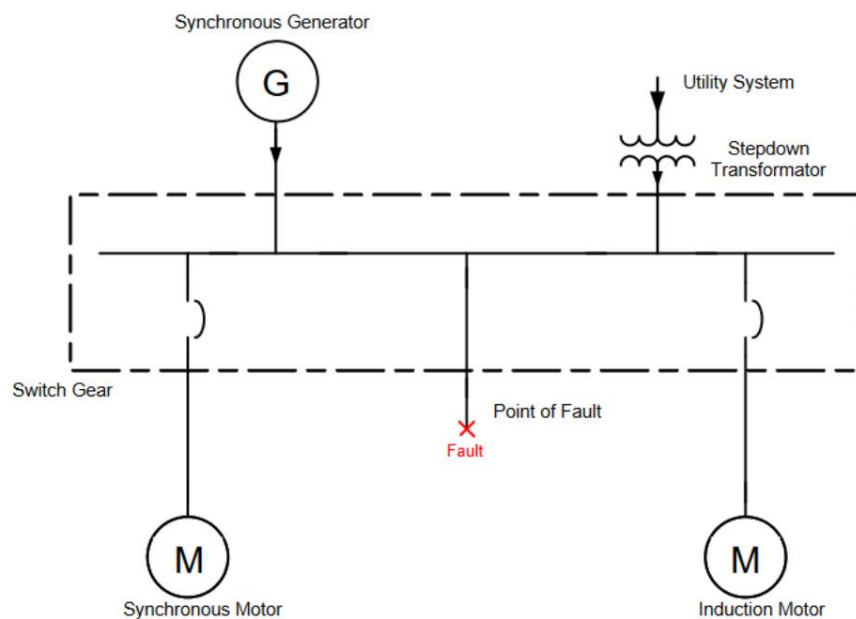 Synchronous Generator
G
Utility System
Stepdown
Transformator
Switch Gear
Point of Fault
Fault
M
Synchronous Motor
M
Induction Motor